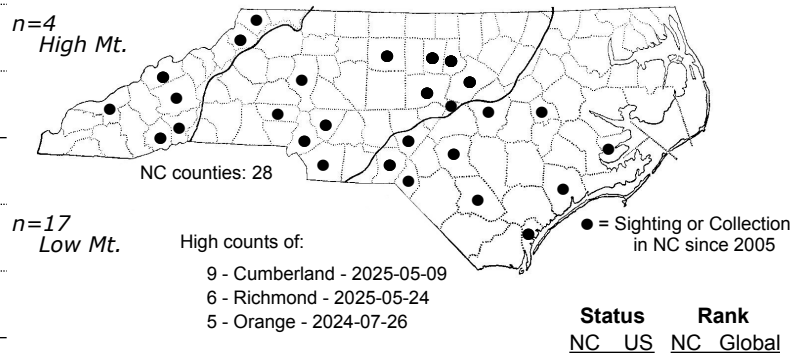 n=4
High Mt.
NC counties: 28
n=17
Low Mt.
High counts of:
9 - Cumberland - 2025-05-09
6 - Richmond - 2025-05-24
5 - Orange - 2024-07-26
● = Sighting or Collection
in NC since 2005
Status Rank
NC US NC Global